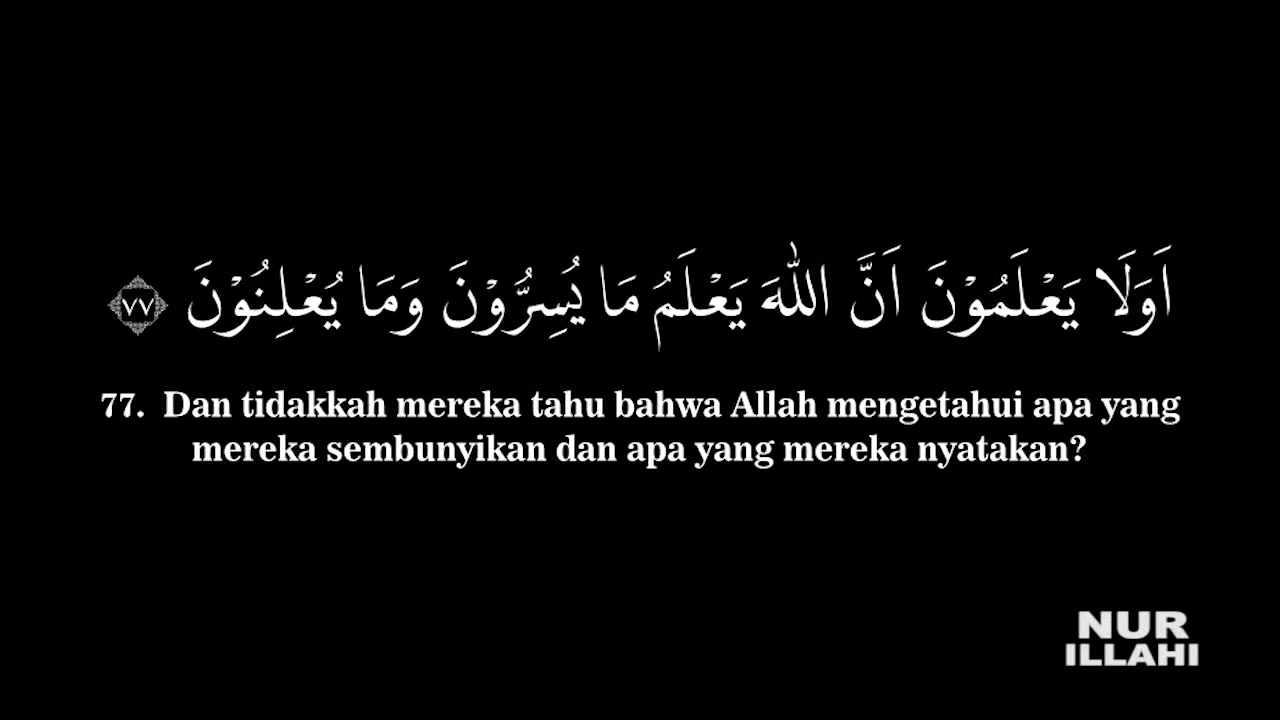 اَوَلَا يَعْلَمُوْنَ اَنَّ اللّٰهَ يَعْلَمُ مَا يُسِرُّوْنَ وَمَا يُعْلِنُوْنَ ٧٧
77. Dan tidakkah mereka tahu bahwa Allah mengetahui apa yang
mereka sembunyikan dan apa yang mereka nyatakan?
NUR
ILLAHI